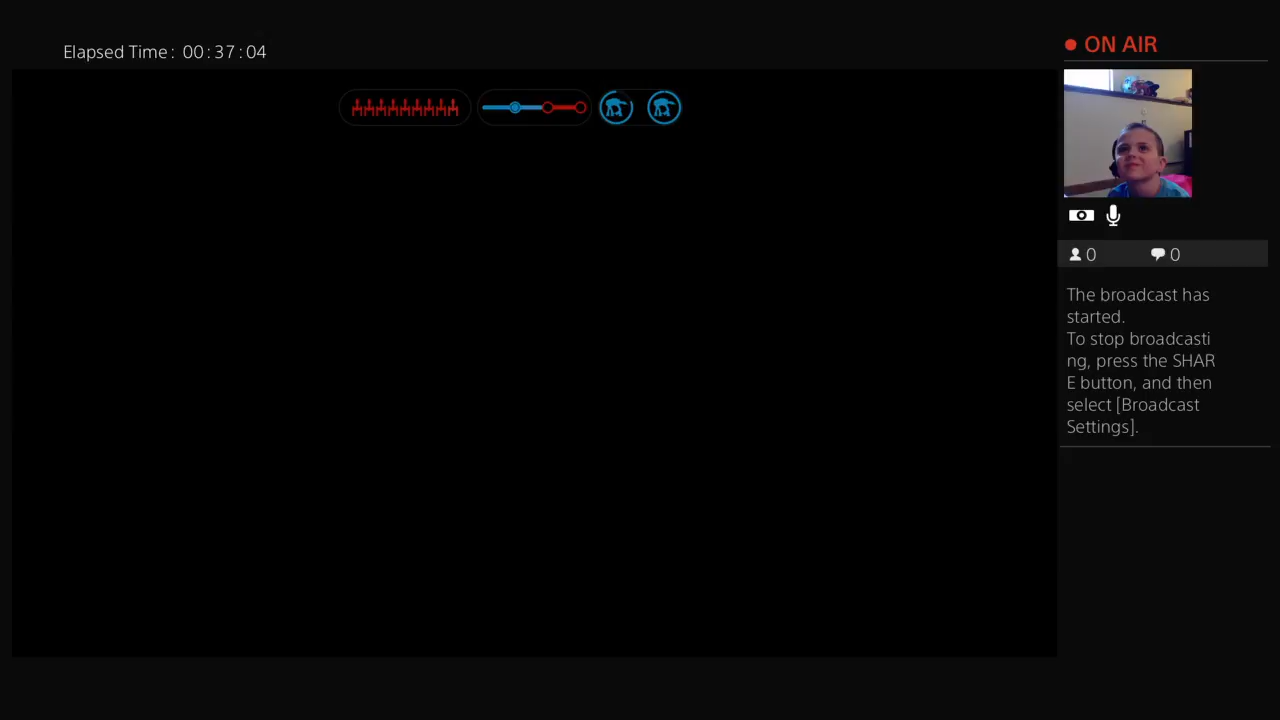 Elapsed Time: 00:37:04
ON AIR
0 0
The broadcast has
started.
To stop broadcasti
ng, press the SHAR
E button, and then
select [Broadcast
Settings].